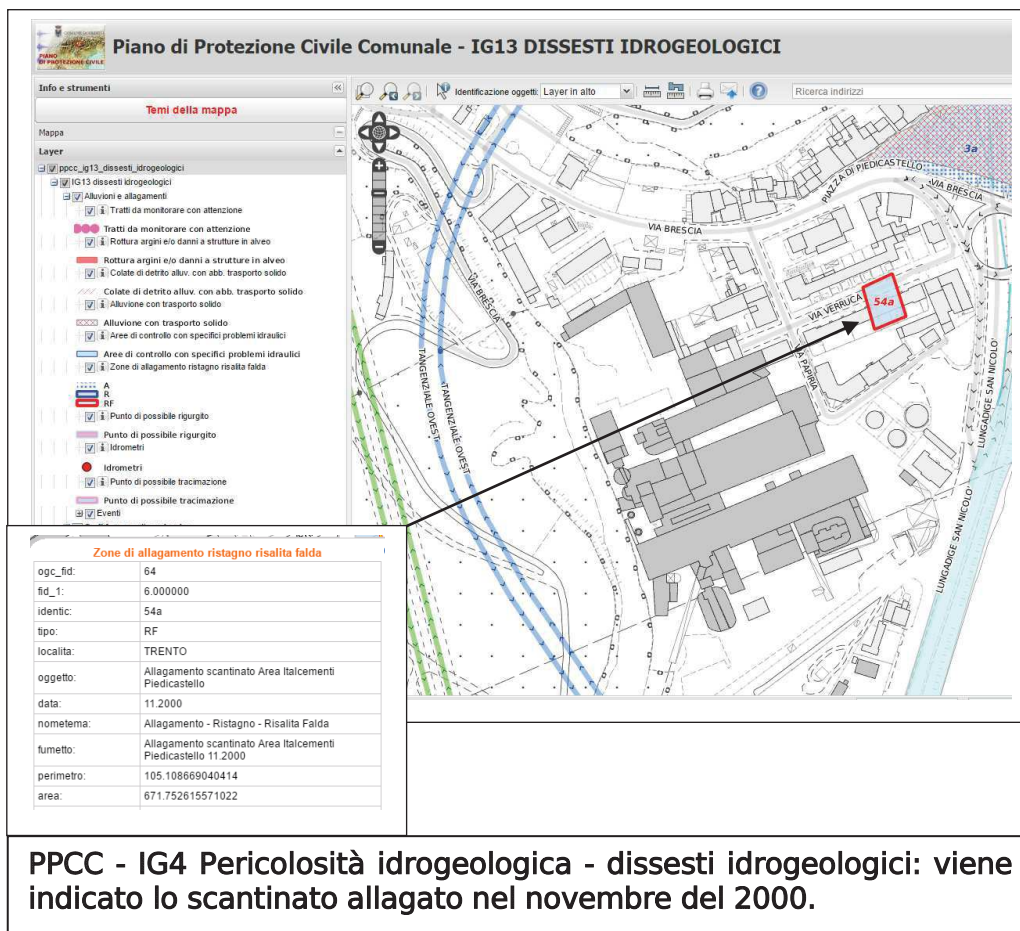 PIANO
DI PROTEZIONE CIVILE
Piano di Protezione Civile Comunale - IG13 DISSESTI IDROGEOLOGICI
Info e strumenti
Temi della mappa
Mappa
Layer
ppcc_ig13_dissesti_idrogeologici
IG13 dissesti idrogeologici
Alluvioni e allagamenti
Tratti da monitorare con attenzione
Tratti da monitorare con attenzione
Rottura argini e/o danni a strutture in alveo
Rottura argini e/o danni a strutture in alveo
Colate di detrito alluv. con abb. trasporto solido
Colate di detrito alluv. con abb. trasporto solido
Alluvione con trasporto solido
Alluvione con trasporto solido
Aree di controllo con specifici problemi idraulici
Aree di controllo con specifici problemi idraulici
Zone di allagamento ristagno risalita falda
A
R
RF
Punto di possibile rigurgito
Punto di possibile rigurgito
Idrometri
Idrometri
Punto di possibile tracimazione
Punto di possibile tracimazione
Eventi
Identificazione oggetti: Layer in alto
Ricerca indirizzi
3a
PIAZZA DI PIEDICASTELLO
VIA BRESCIA
VIA BRESCIA
VIA BRESCIA
VIA BRESCIA
VIA VERRUCA
54a
VIA PAPIRIA
TANGENZIALE OVEST
TANGENZIALE OVEST
LUNGADIGE SAN NICOLO'
LUNGADIGE SAN NICOLO'
Zone di allagamento ristagno risalita falda
ogc_fid: 64
fid_1: 6.000000
identic: 54a
tipo: RF
localita: TRENTO
oggetto: Allagamento scantinato Area Italcementi
Piedicastello
data: 11.2000
nometema: Allagamento - Ristagno - Risalita Falda
fumetto: Allagamento scantinato Area Italcementi
Piedicastello 11.2000
perimetro: 105.108669040414
area: 671.752615571022
PPCC - IG4 Pericolosità idrogeologica - dissesti idrogeologici: viene
indicato lo scantinato allagato nel novembre del 2000.